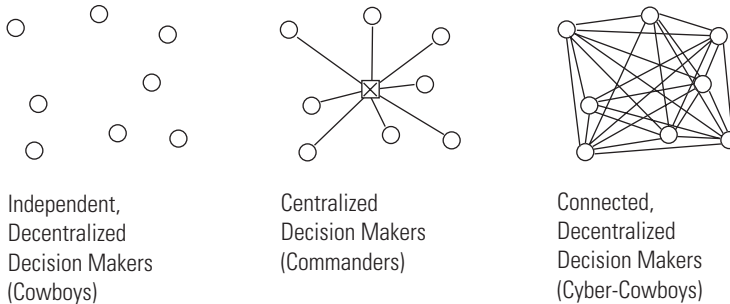 Independent,
Decentralized
Decision Makers
(Cowboys)
Centralized
Decision Makers
(Commanders)
Connected,
Decentralized
Decision Makers
(Cyber-Cowboys)